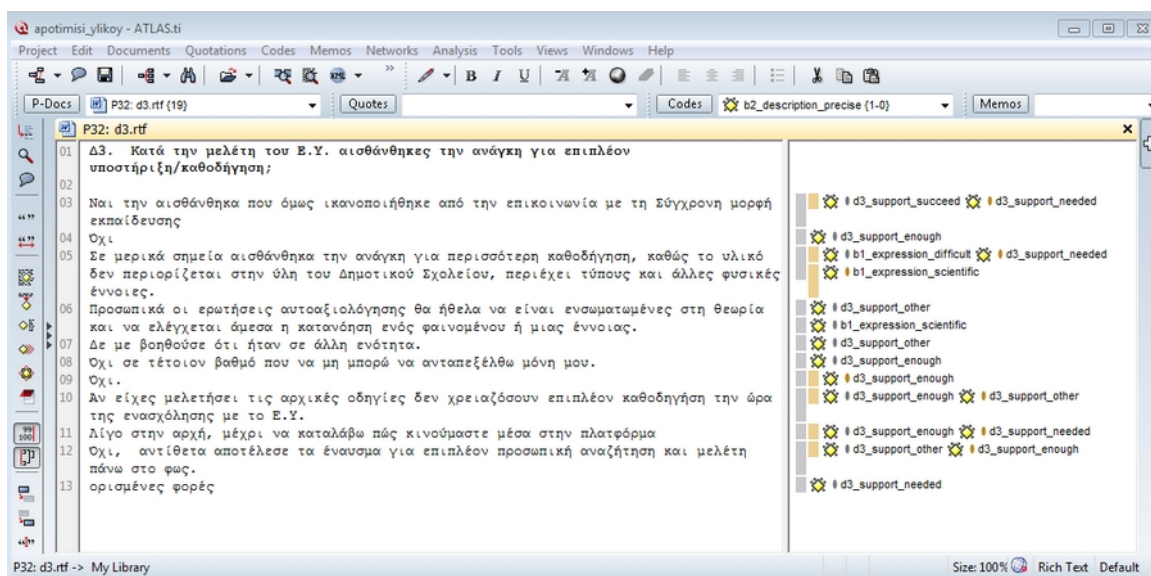 apotimisi_ylikoy - ATLAS.ti
Project Edit Documents Quotations Codes Memos Networks Analysis Tools Views Windows Help
B I U
P-Docs P32: d3.rtf {19} Quotes Codes b2_description_precise {1-0} Memos
P32: d3.rtf
01 Δ3. Κατά την μελέτη του Ε.Υ. αισθάνθηκες την ανάγκη για επιπλέον
υποστήριξη/καθοδήγηση;
02
03 Ναι την αισθάνθηκα που όμως ικανοποιήθηκε από την επικοινωνία με τη Σύγχρονη μορφή d3_support_succeed d3_support_needed
εκπαίδευσης
04 Όχι d3_support_enough
05 Σε μερικά σημεία αισθάνθηκα την ανάγκη για περισσότερη καθοδήγηση, καθώς το υλικό b1_expression_difficult d3_support_needed
δεν περιορίζεται στην ύλη του Δημοτικού Σχολείου, περιέχει τύπους και άλλες φυσικές b1_expression_scientific
έννοιες.
06 Προσωπικά οι ερωτήσεις αυτοαξιολόγησης θα ήθελα να είναι ενσωματωμένες στη θεωρία d3_support_other
και να ελέγχεται άμεσα η κατανόηση ενός φαινομένου ή μιας έννοιας. b1_expression_scientific
07 Δε με βοηθούσε ότι ήταν σε άλλη ενότητα. d3_support_other
08 Όχι σε τέτοιον βαθμό που να μη μπορώ να ανταπεξέλθω μόνη μου. d3_support_enough
09 Όχι. d3_support_enough
10 Αν είχες μελετήσει τις αρχικές οδηγίες δεν χρειαζόσουν επιπλέον καθοδηγήση την ώρα d3_support_enough d3_support_other
της ενασχόλησης με το Ε.Υ.
11 Λίγο στην αρχή, μέχρι να καταλάβω πώς κινούμαστε μέσα στην πλατφόρμα d3_support_enough d3_support_needed
12 Όχι, αντίθετα αποτέλεσε τα έναυσμα για επιπλέον προσωπική αναζήτηση και μελέτη d3_support_other d3_support_enough
πάνω στο φως.
13 ορισμένες φορές d3_support_needed
P32: d3.rtf -> My Library Size: 100% Rich Text Default